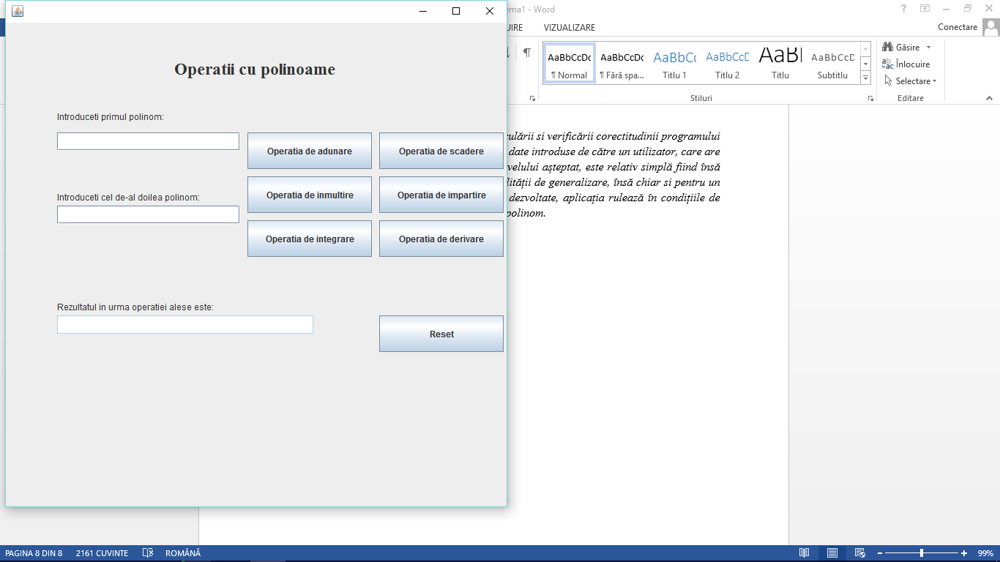 ema1 - Word
?
UIRE VIZUALIZARE
Conectare
Operatii cu polinoame
Introduceti primul polinom:
Operatia de adunare
Operatia de scadere
Introduceti cel de-al doilea polinom:
Operatia de inmultire
Operatia de impartire
Operatia de integrare
Operatia de derivare
Rezultatul in urma operatiei alese este:
Reset
¶
AaBbCcDc AaBbCcDc AaBbCc AaBbCcD AaBl AaBbCcD
¶ Normal ¶ Fără spa... Titlu 1 Titlu 2 Titlu Subtitlu
Stiluri
Găsire
Înlocuire
Selectare
Editare
ulării si verificării corectitudinii programului
date introduse de către un utilizator, care are
velului așteptat, este relativ simplă fiind însă
lității de generalizare, însă chiar si pentru un
dezvoltate, aplicația rulează în condițiile de
polinom.
PAGINA 8 DIN 8 2161 CUVINTE ROMÂNĂ
99%